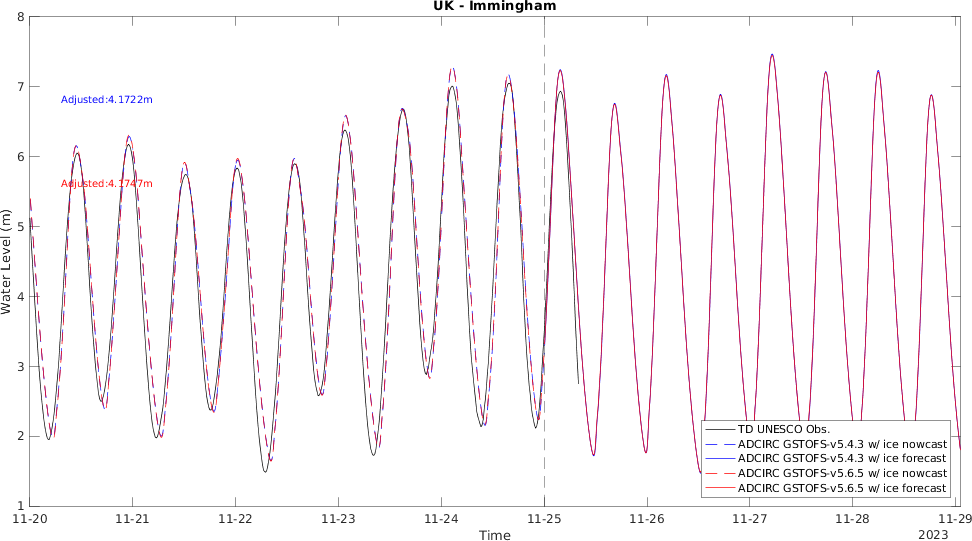 UK - Immingham
8
7
6
5
4
3
2
1
Water Level (m)
Adjusted:4.1722m
Adjusted:4.1747m
TD UNESCO Obs.
ADCIRC GSTOFS-v5.4.3 w/ ice nowcast
ADCIRC GSTOFS-v5.4.3 w/ ice forecast
ADCIRC GSTOFS-v5.6.5 w/ ice nowcast
ADCIRC GSTOFS-v5.6.5 w/ ice forecast
11-20 11-21 11-22 11-23 11-24 11-25 11-26 11-27 11-28 11-29
Time
2023